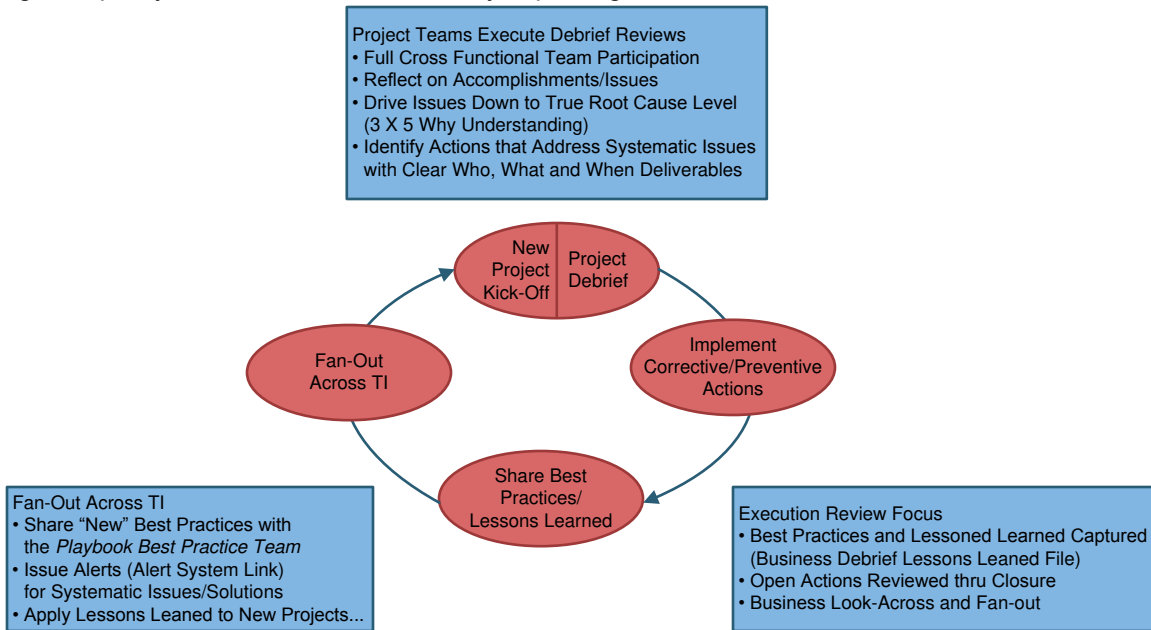 Project Teams Execute Debrief Reviews
• Full Cross Functional Team Participation
• Reflect on Accomplishments/Issues
• Drive Issues Down to True Root Cause Level
(3 X 5 Why Understanding)
• Identify Actions that Address Systematic Issues
with Clear Who, What and When Deliverables
New
Project
Kick-Off
Project
Debrief
Implement
Corrective/Preventive
Actions
Fan-Out
Across TI
Share Best
Practices/
Lessons Learned
Fan-Out Across TI
• Share “New” Best Practices with
the Playbook Best Practice Team
• Issue Alerts (Alert System Link)
for Systematic Issues/Solutions
• Apply Lessons Leaned to New Projects...
Execution Review Focus
• Best Practices and Lessoned Learned Captured
(Business Debrief Lessons Leaned File)
• Open Actions Reviewed thru Closure
• Business Look-Across and Fan-out